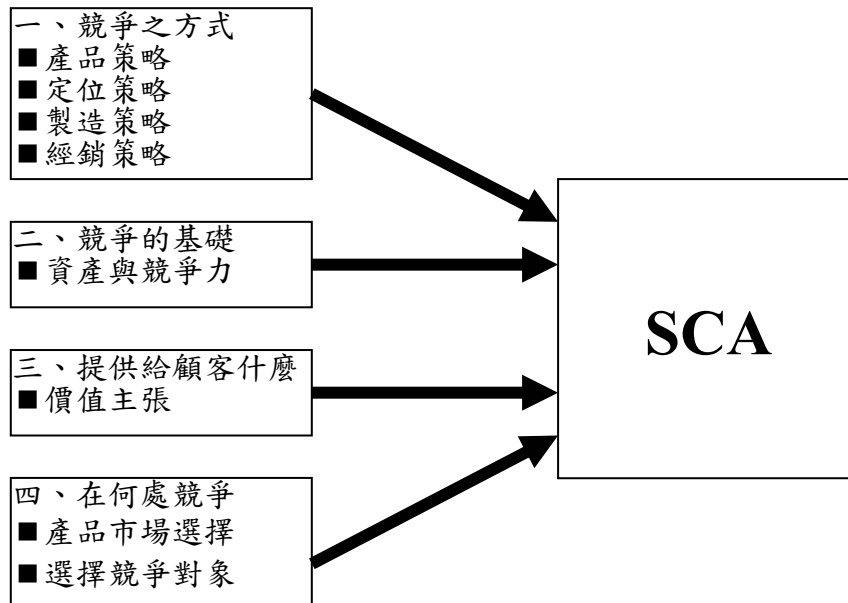 一、競爭之方式
■產品策略
■定位策略
■製造策略
■經銷策略
二、競爭的基礎
■資產與競爭力
三、提供給顧客什麼
■價值主張
四、在何處競爭
■產品市場選擇
■選擇競爭對象
SCA